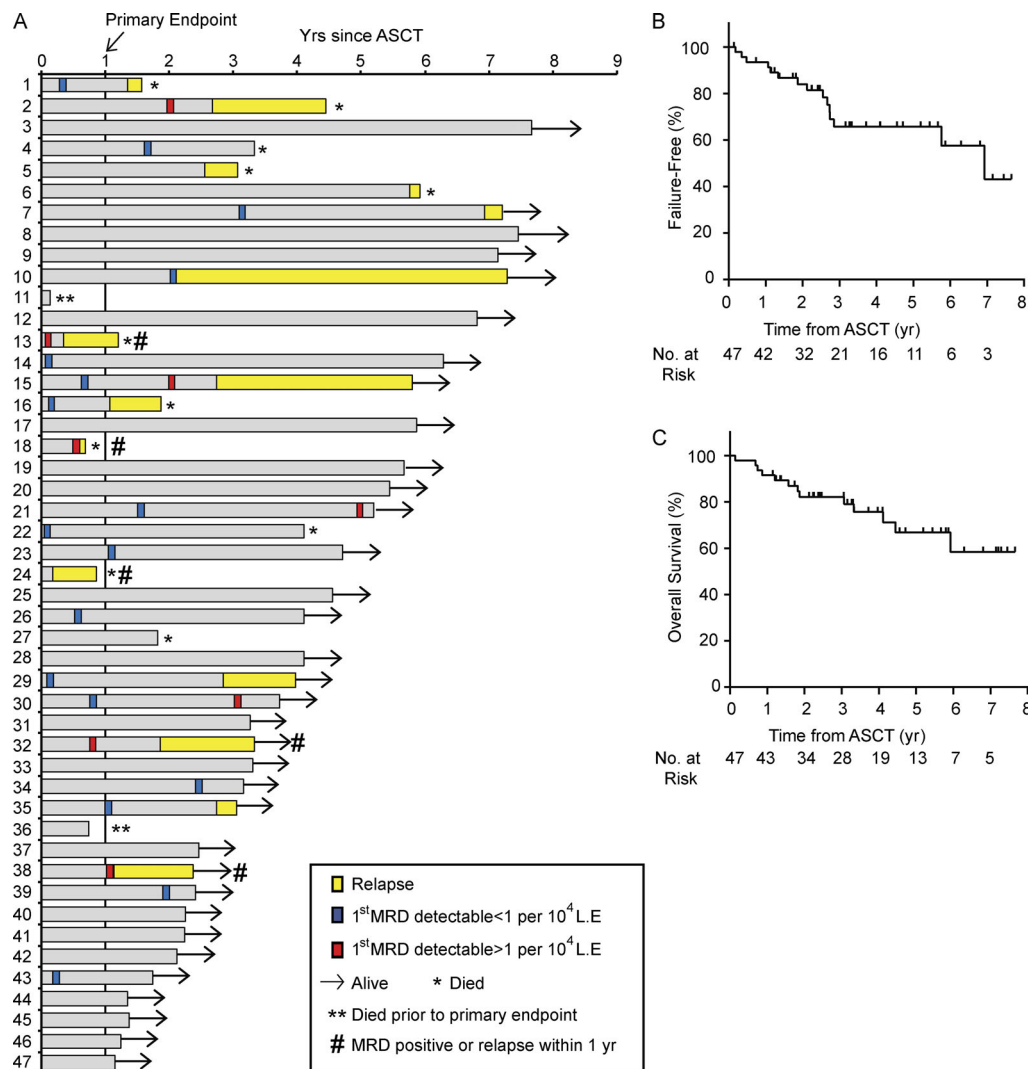 A
Primary Endpoint
Yrs since ASCT
0 1 2 3 4 5 6 7 8 9
1 *
2 *
3
4 *
5 *
6 *
7
8
9
10
11 **
12
13 *#
14
15
16 *
17
18 * #
19
20
21
22 *
23
24 *#
25
26
27 *
28
29
30
31
32 #
33
34
35
36 **
37
38 #
39
40
41
42
43
44
45
46
47
Relapse
1st MRD detectable<1 per 10^4 L.E
1st MRD detectable>1 per 10^4 L.E
Alive * Died
** Died prior to primary endpoint
# MRD positive or relapse within 1 yr
B
Failure-Free (%)
100
80
60
40
20
0
0 1 2 3 4 5 6 7 8
Time from ASCT (yr)
No. at Risk 47 42 32 21 16 11 6 3
C
Overall Survival (%)
100
80
60
40
20
0
0 1 2 3 4 5 6 7 8
Time from ASCT (yr)
No. at Risk 47 43 34 28 19 13 7 5